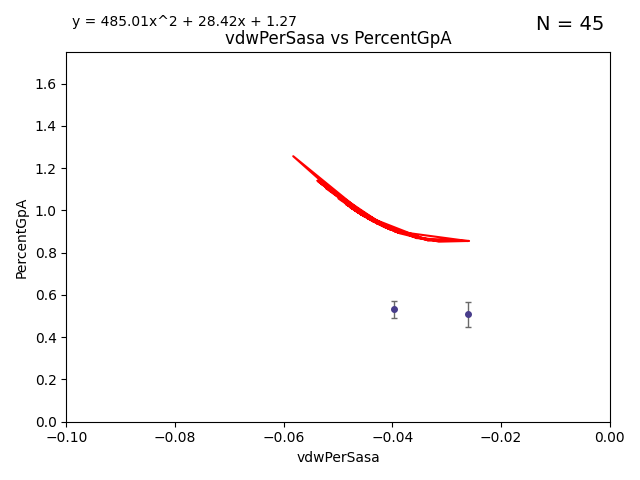 y = 485.01x^2 + 28.42x + 1.27
N = 45
vdwPerSasa vs PercentGpA
PercentGpA
1.6
1.4
1.2
1.0
0.8
0.6
0.4
0.2
0.0
−0.10 −0.08 −0.06 −0.04 −0.02 0.00
vdwPerSasa